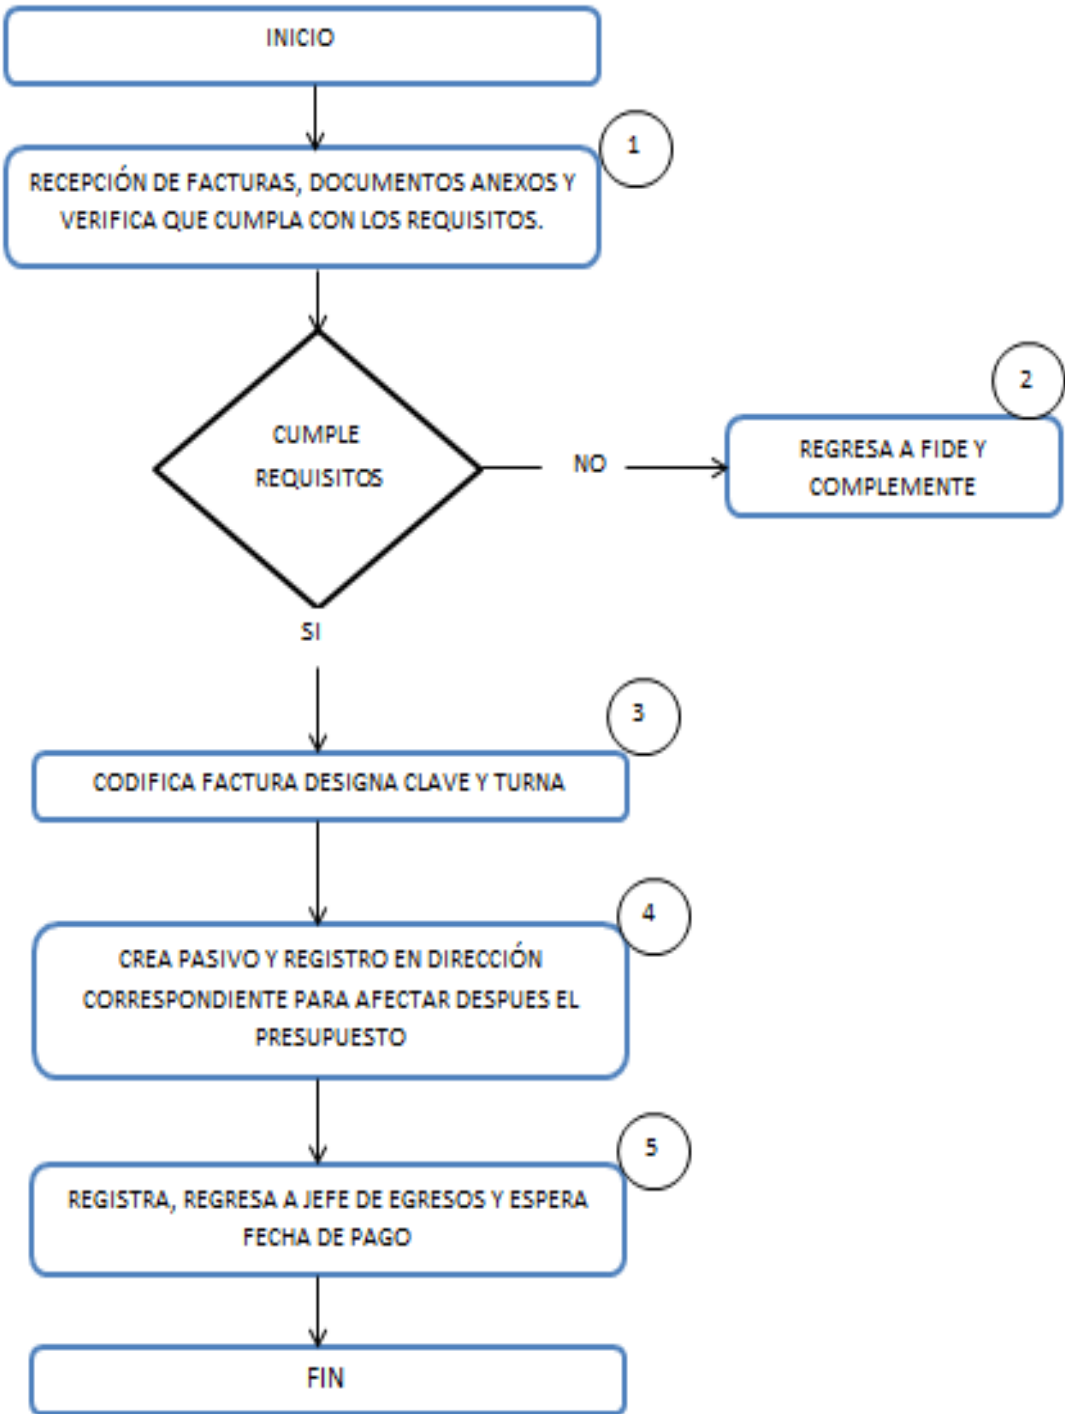 INICIO
1
RECEPCIÓN DE FACTURAS, DOCUMENTOS ANEXOS Y
VERIFICA QUE CUMPLA CON LOS REQUISITOS.
CUMPLE
REQUISITOS
NO
2
REGRESA A FIDE Y
COMPLEMENTE
SI
3
CODIFICA FACTURA DESIGNA CLAVE Y TURNA
4
CREA PASIVO Y REGISTRO EN DIRECCIÓN
CORRESPONDIENTE PARA AFECTAR DESPUES EL
PRESUPUESTO
5
REGISTRA, REGRESA A JEFE DE EGRESOS Y ESPERA
FECHA DE PAGO
FIN